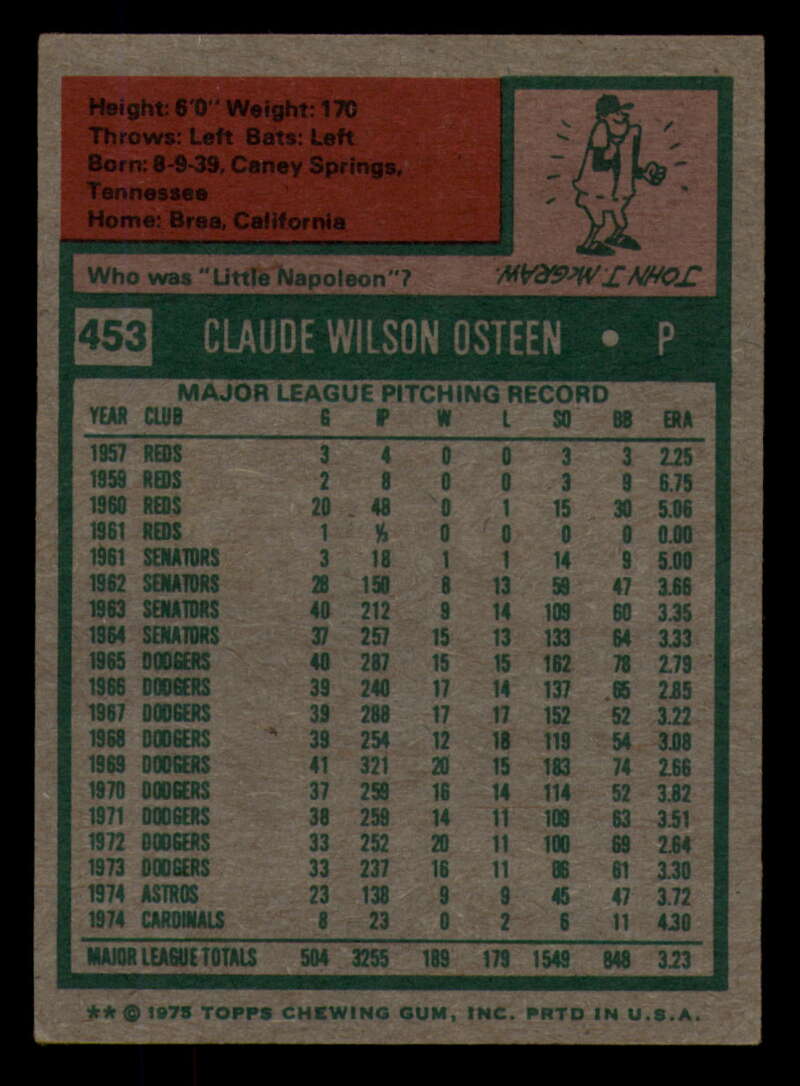 Height: 6'0" Weight: 170
Throws: Left Bats: Left
Born: 8-9-39, Caney Springs,
Tennessee
Home: Brea, California
Who was "Little Napoleon"?
JOHN J. McGRAW.
453 CLAUDE WILSON OSTEEN • P
MAJOR LEAGUE PITCHING RECORD
YEAR CLUB G IP W L SO BB ERA
1957 REDS 3 4 0 0 3 3 2.25
1959 REDS 2 8 0 0 3 9 6.75
1960 REDS 20 48 0 1 15 30 5.06
1961 REDS 1 ⅓ 0 0 0 0 0.00
1961 SENATORS 3 18 1 1 14 9 5.00
1962 SENATORS 28 150 8 13 59 47 3.66
1963 SENATORS 40 212 9 14 109 60 3.35
1964 SENATORS 37 257 15 13 133 64 3.33
1965 DODGERS 40 287 15 15 162 78 2.79
1966 DODGERS 39 240 17 14 137 65 2.85
1967 DODGERS 39 288 17 17 152 52 3.22
1968 DODGERS 39 254 12 18 119 54 3.08
1969 DODGERS 41 321 20 15 183 74 2.66
1970 DODGERS 37 259 16 14 114 52 3.82
1971 DODGERS 38 259 14 11 109 63 3.51
1972 DODGERS 33 252 20 11 100 69 2.64
1973 DODGERS 33 237 16 11 86 61 3.30
1974 ASTROS 23 138 9 9 45 47 3.72
1974 CARDINALS 8 23 0 2 6 11 4.30
MAJOR LEAGUE TOTALS 504 3255 189 179 1549 848 3.23
** © 1975 TOPPS CHEWING GUM, INC. PRTD IN U.S.A.